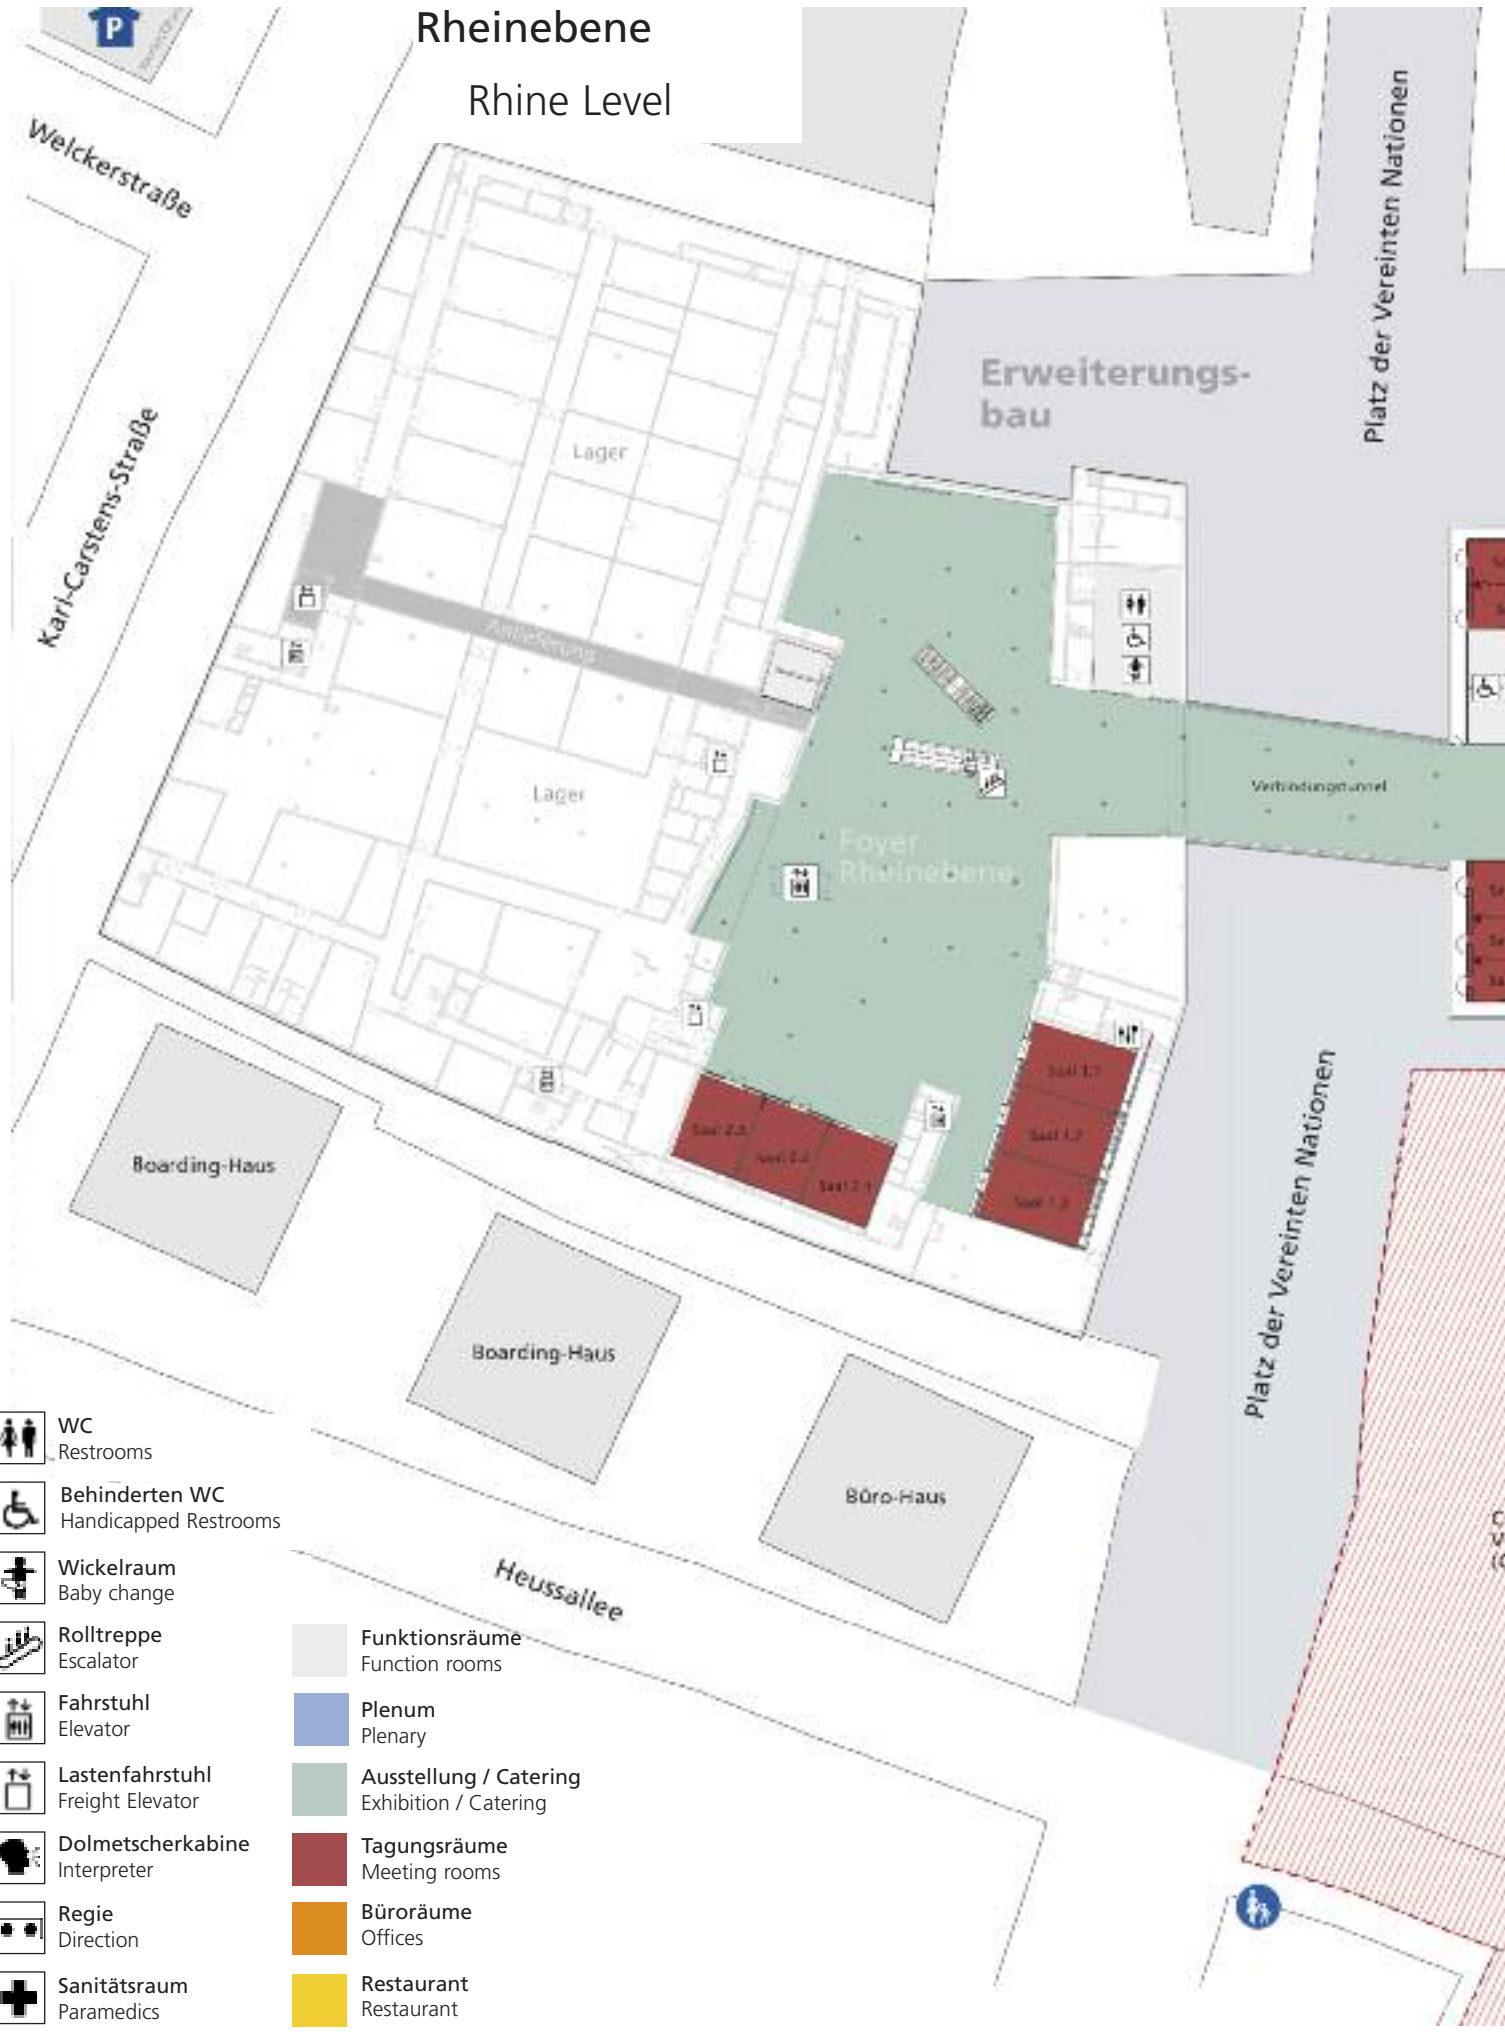 P
Rheinebene
Rhine Level
Welckerstraße
Platz der Vereinten Nationen
Erweiterungs-
bau
Karl-Carstens-Straße
Lager
Anlieferung
Verbindungstunnel
Lager
Foyer
Rheinebene
Saal 1.1
Saal 1.2
Saal 1.3
Saal 2.3
Saal 2.2
Saal 2.1
Platz der Vereinten Nationen
Boarding-Haus
Boarding-Haus
Büro-Haus
Heussallee
WC
Restrooms
Behinderten WC
Handicapped Restrooms
Wickelraum
Baby change
Rolltreppe
Escalator
Fahrstuhl
Elevator
Lastenfahrstuhl
Freight Elevator
Dolmetscherkabine
Interpreter
Regie
Direction
Sanitätsraum
Paramedics
Funktionsräume
Function rooms
Plenum
Plenary
Ausstellung / Catering
Exhibition / Catering
Tagungsräume
Meeting rooms
Büroräume
Offices
Restaurant
Restaurant